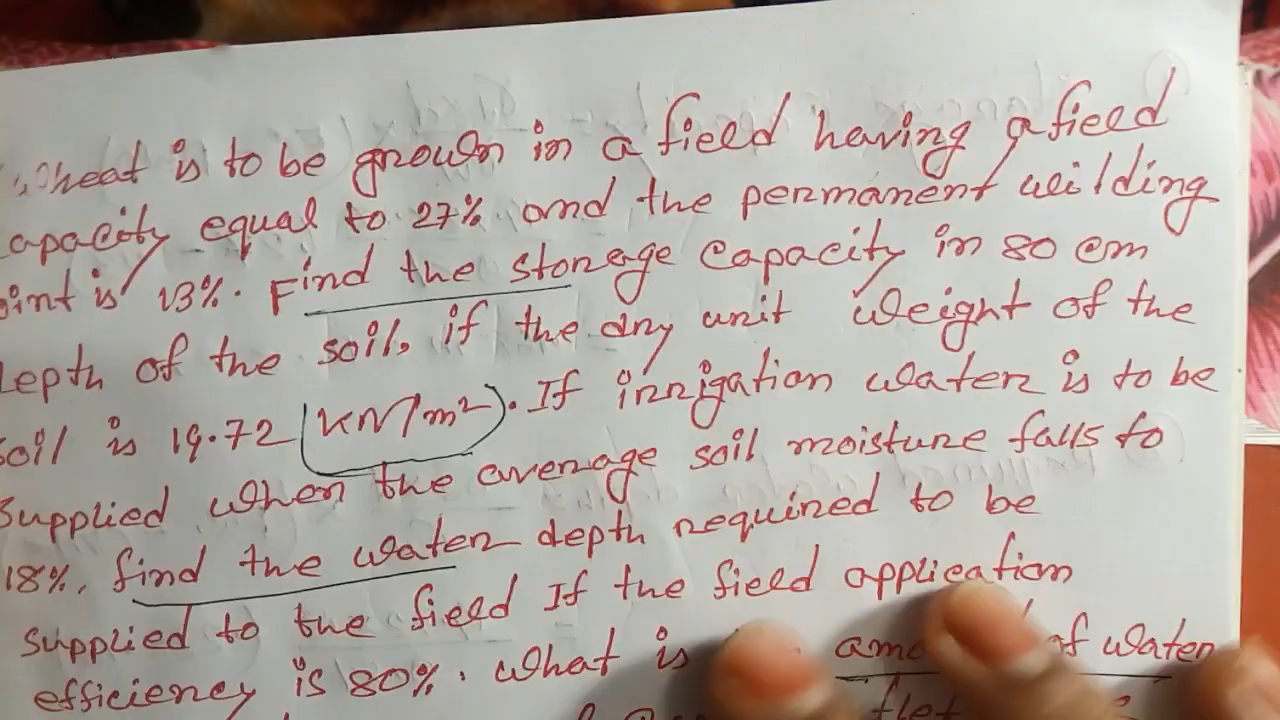 wheat is to be grown in a field having a field
capacity equal to 27% and the permanent wilding
point is 13%. Find the storage capacity in 80 cm
Depth of the soil, if the dry unit weight of the
soil is 19.72 (KN/m²). If irrigation water is to be
supplied when the average soil moisture falls to
18%, find the water depth required to be
supplied to the field If the field application
efficiency is 80%. What is of water